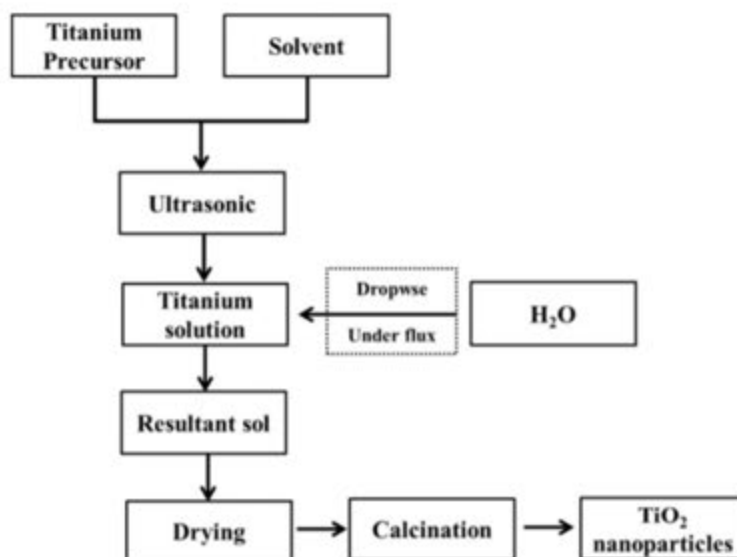 Titanium
Precursor
Solvent
Ultrasonic
Titanium
solution
Dropwse
Under flux
H₂O
Resultant sol
Drying
Calcination
TiO₂
nanoparticles